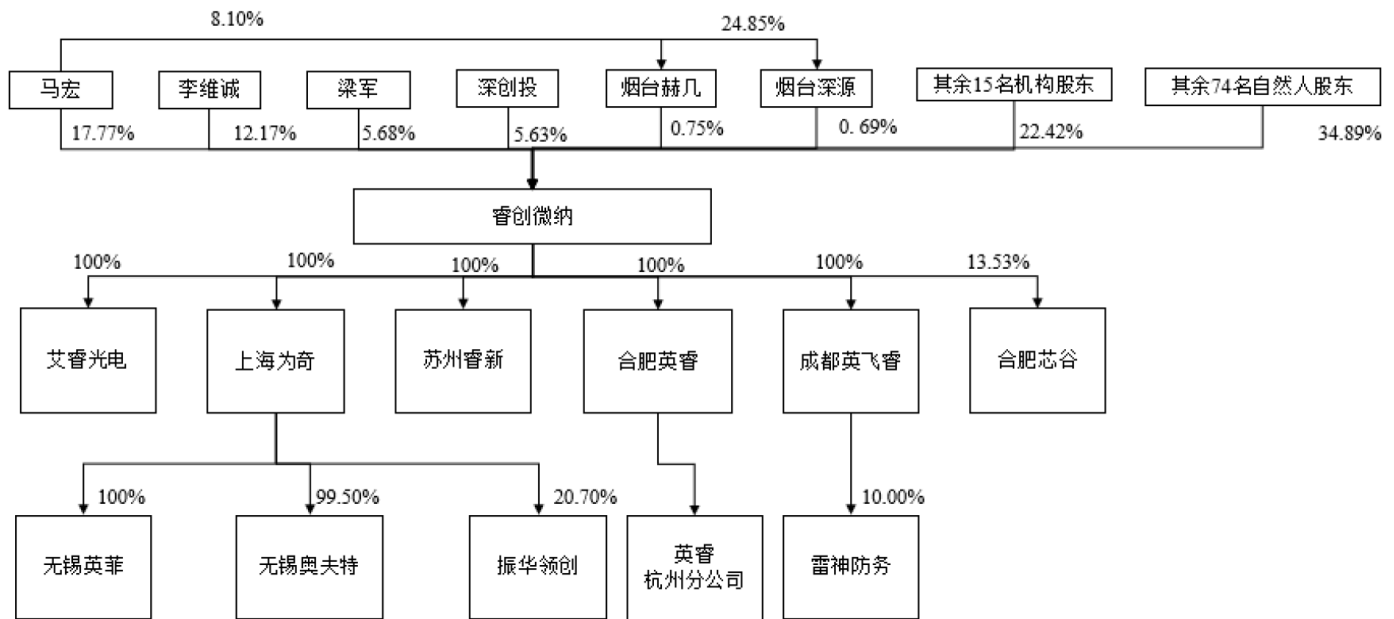 8.10%
24.85%
马宏
李维诚
梁军
深创投
烟台赫几
烟台深源
其余15名机构股东
其余74名自然人股东
17.77%
12.17%
5.68%
5.63%
0.75%
0. 69%
22.42%
34.89%
睿创微纳
100%
100%
100%
100%
100%
13.53%
艾睿光电
上海为奇
苏州睿新
合肥英睿
成都英飞睿
合肥芯谷
100%
99.50%
20.70%
10.00%
无锡英菲
无锡奥夫特
振华领创
英睿
杭州分公司
雷神防务